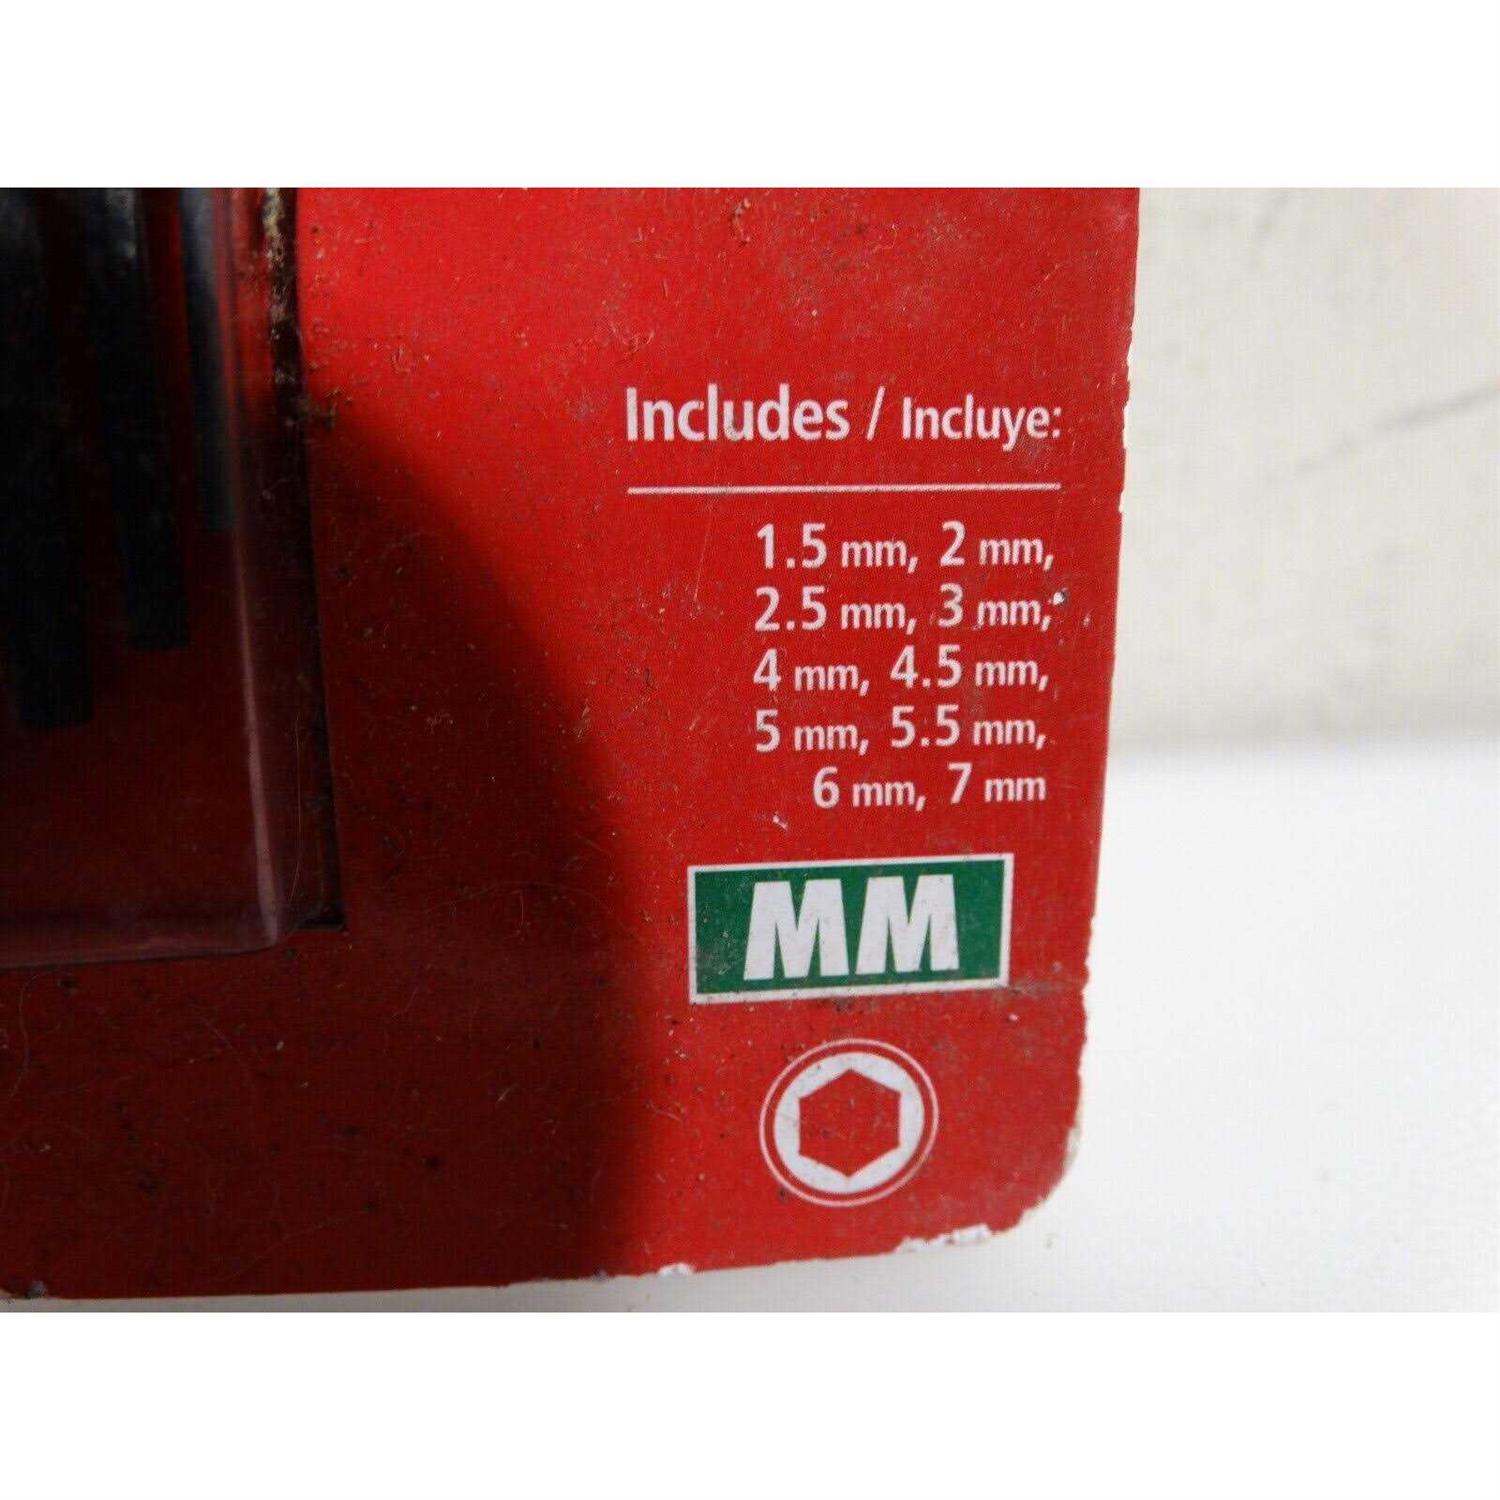 Includes / Incluye:
1.5 mm, 2 mm,
2.5 mm, 3 mm,
4 mm, 4.5 mm,
5 mm, 5.5 mm,
6 mm, 7 mm
MM